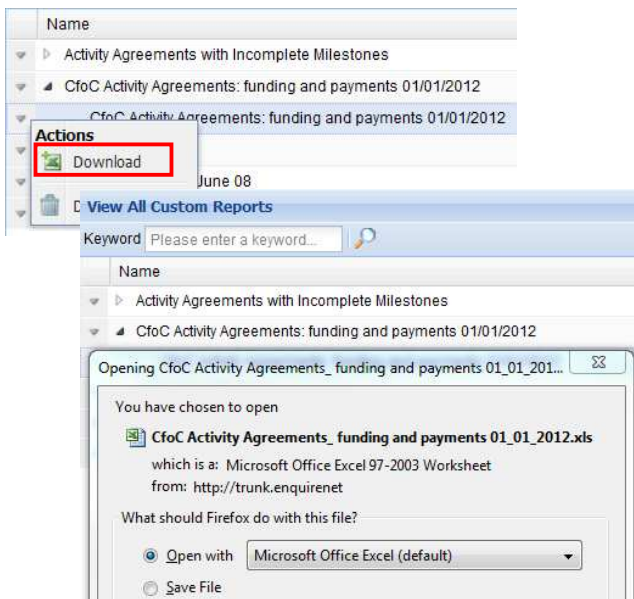 Name
Activity Agreements with Incomplete Milestones
CfoC Activity Agreements: funding and payments 01/01/2012
CfoC Activity Agreements: funding and payments 01/01/2012
Actions
Download
June 08
D
View All Custom Reports
Keyword Please enter a keyword...
Name
Activity Agreements with Incomplete Milestones
CfoC Activity Agreements: funding and payments 01/01/2012
Opening CfoC Activity Agreements_ funding and payments 01_01_201...
You have chosen to open
CfoC Activity Agreements_ funding and payments 01_01_2012.xls
which is a: Microsoft Office Excel 97-2003 Worksheet
from: http://trunk.enquirenet
What should Firefox do with this file?
Open with Microsoft Office Excel (default)
Save File